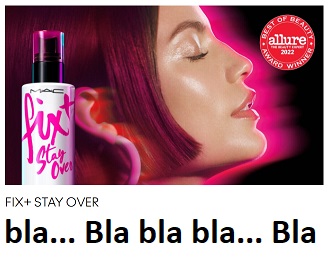 BEST OF BEAUTY
allure
THE BEAUTY EXPERT
2022
AWARD WINNER
MAC
fix+
Stay
Over
FIX+ STAY OVER
bla... Bla bla bla... Bla